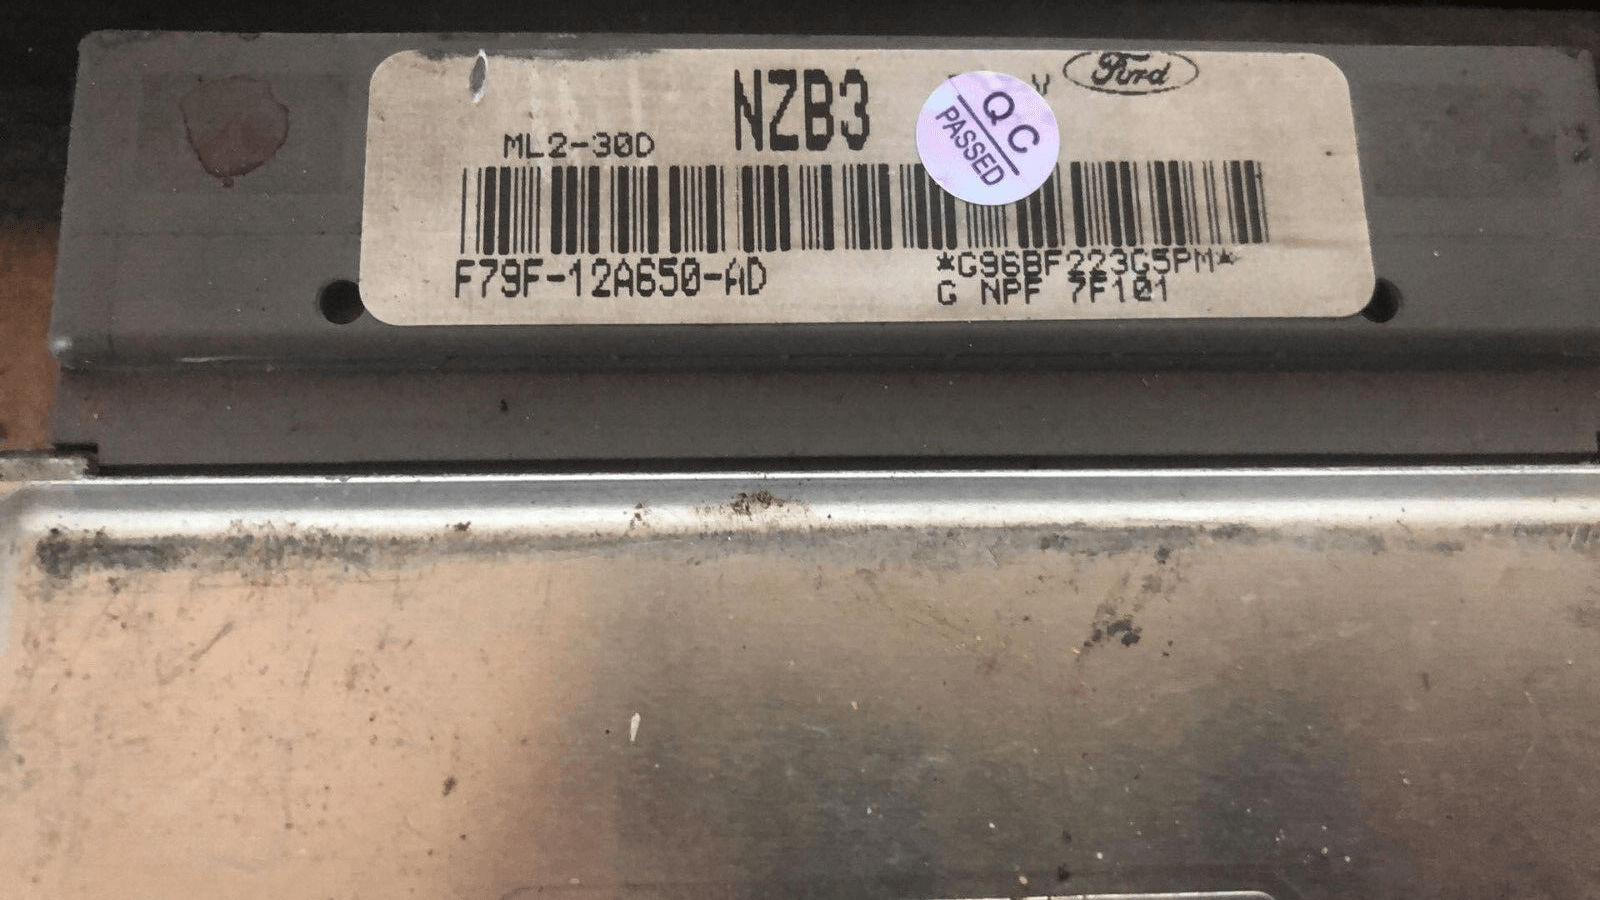 NZB3
Ford
ML2-30D
QC
PASSED
F79F-12A650-AD
*G96BF223G5PM*
G NPF 7F101